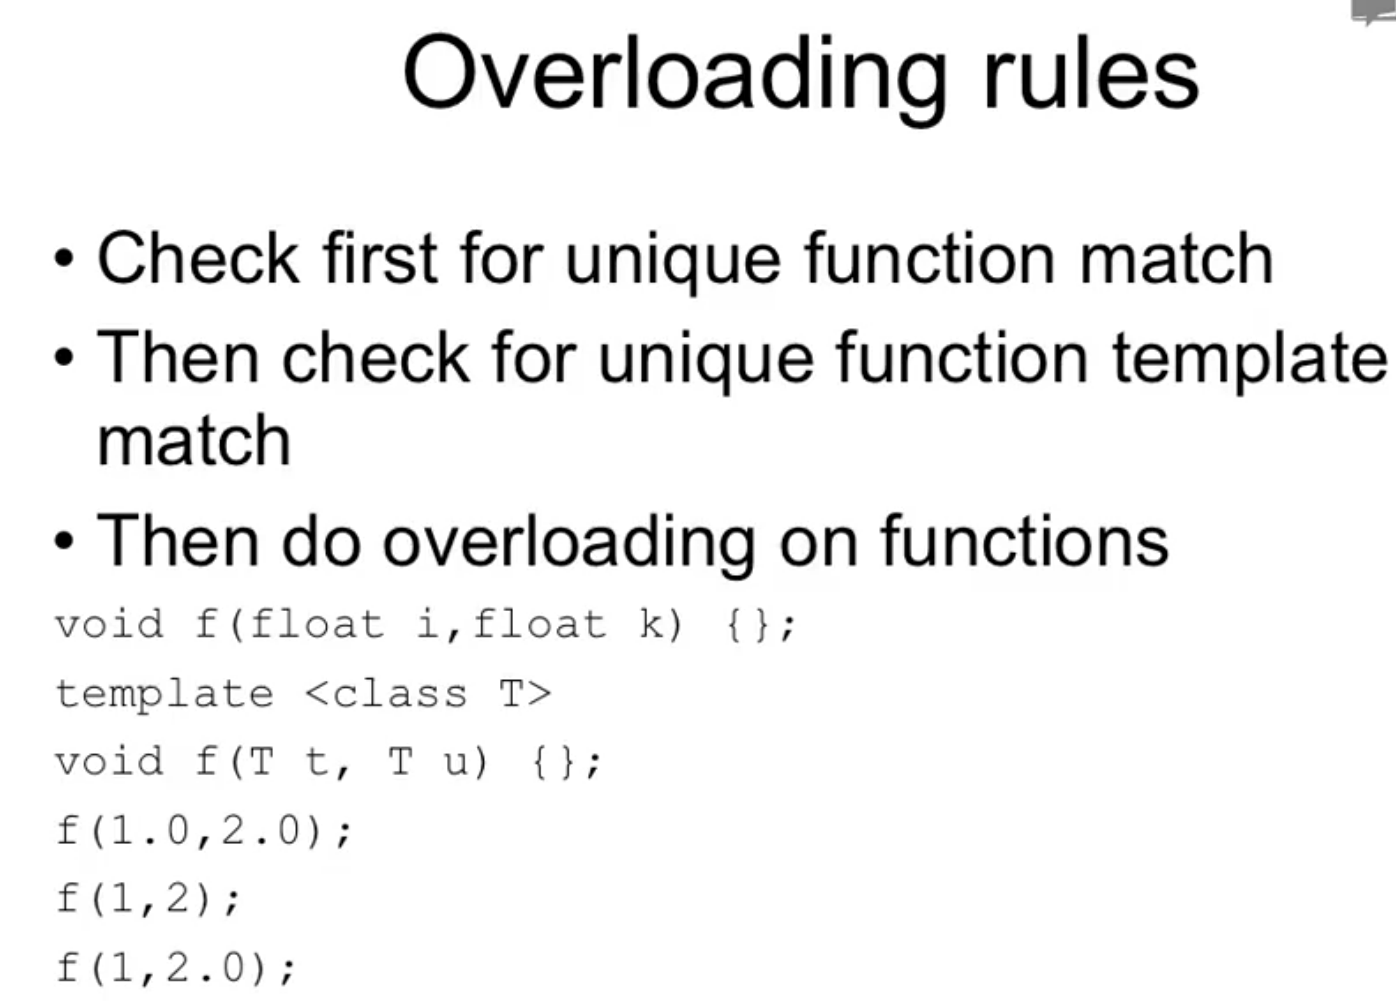 Overloading rules
• Check first for unique function match
• Then check for unique function template
match
• Then do overloading on functions
void f(float i,float k) {};
template <class T>
void f(T t, T u) {};
f(1.0,2.0);
f(1,2);
f(1,2.0);